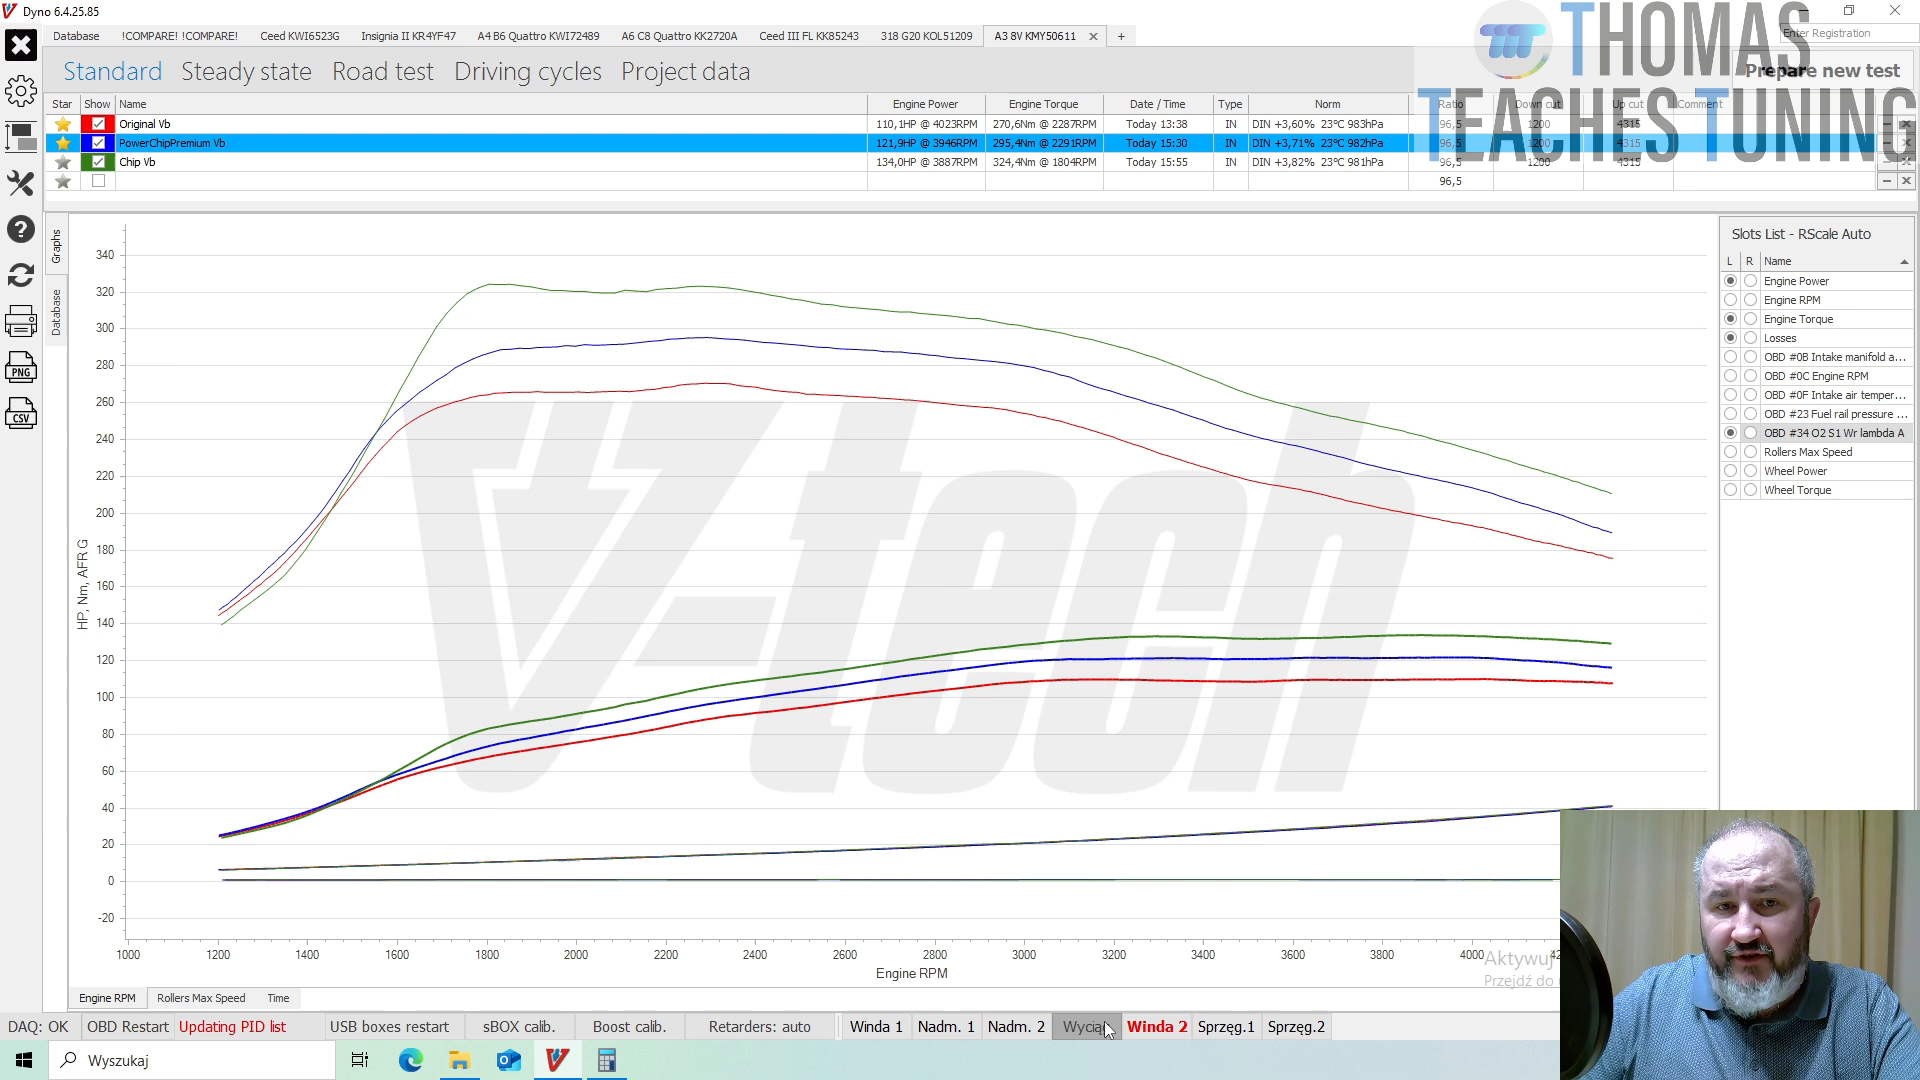 Dyno 6.4.25.85
Database !COMPARE! !COMPARE! Ceed KWI6523G Insignia II KR4YF47 A4 B6 Quattro KWI72489 A6 C8 Quattro KK2720A Ceed III FL KK85243 318 G20 KOL51209 A3 8V KMY50611 +
Enter Registration
THOMAS
TEACHES TUNING
Standard Steady state Road test Driving cycles Project data
Prepare new test
Star Show Name Engine Power Engine Torque Date / Time Type Norm Ratio Down cut Up cut Comment
Original Vb 110,1HP @ 4023RPM 270,6Nm @ 2287RPM Today 13:38 IN DIN +3,60% 23°C 983hPa 96,5 1200 4315
PowerChipPremium Vb 121,9HP @ 3946RPM 295,4Nm @ 2291RPM Today 15:30 IN DIN +3,71% 23°C 982hPa 96,5 1200 4315
Chip Vb 134,0HP @ 3887RPM 324,4Nm @ 1804RPM Today 15:55 IN DIN +3,82% 23°C 981hPa 96,5 1200 4315
96,5
Graphs
Database
PNG
CSV
340
320
300
280
260
240
220
200
180
160
140
120
100
80
60
40
20
0
-20
HP, Nm, AFR G
V-tech
1000 1200 1400 1600 1800 2000 2200 2400 2600 2800 3000 3200 3400 3600 3800 4000
Engine RPM
Slots List - RScale Auto
L R Name
Engine Power
Engine RPM
Engine Torque
Losses
OBD #0B Intake manifold a...
OBD #0C Engine RPM
OBD #0F Intake air temper...
OBD #23 Fuel rail pressure ...
OBD #34 O2 S1 Wr lambda A
Rollers Max Speed
Wheel Power
Wheel Torque
Aktywuj
Przejdź do
Engine RPM Rollers Max Speed Time
DAQ: OK OBD Restart Updating PID list USB boxes restart sBOX calib. Boost calib. Retarders: auto Winda 1 Nadm. 1 Nadm. 2 Winda 2 Sprzęg.1 Sprzęg.2
Wyszukaj